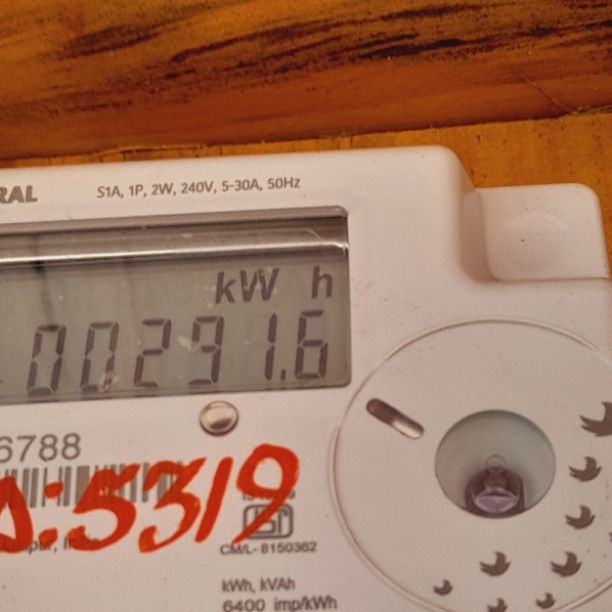 RAL
S1A, 1P, 2W, 240V, 5-30A, 50Hz
kW h
00291.6
6788
A:5319
CM/L- 8150362
kWh, kVAh
6400 imp/kWh